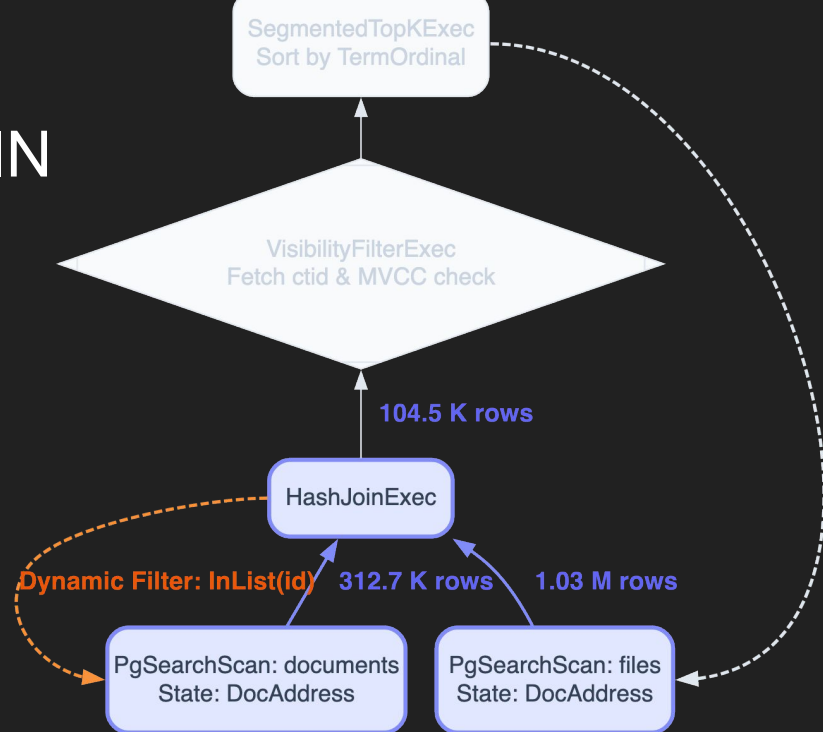 SegmentedTopKExec
Sort by TermOrdinal
IN
VisibilityFilterExec
Fetch ctid & MVCC check
104.5 K rows
HashJoinExec
Dynamic Filter: InList(id)
312.7 K rows
1.03 M rows
PgSearchScan: documents
State: DocAddress
PgSearchScan: files
State: DocAddress